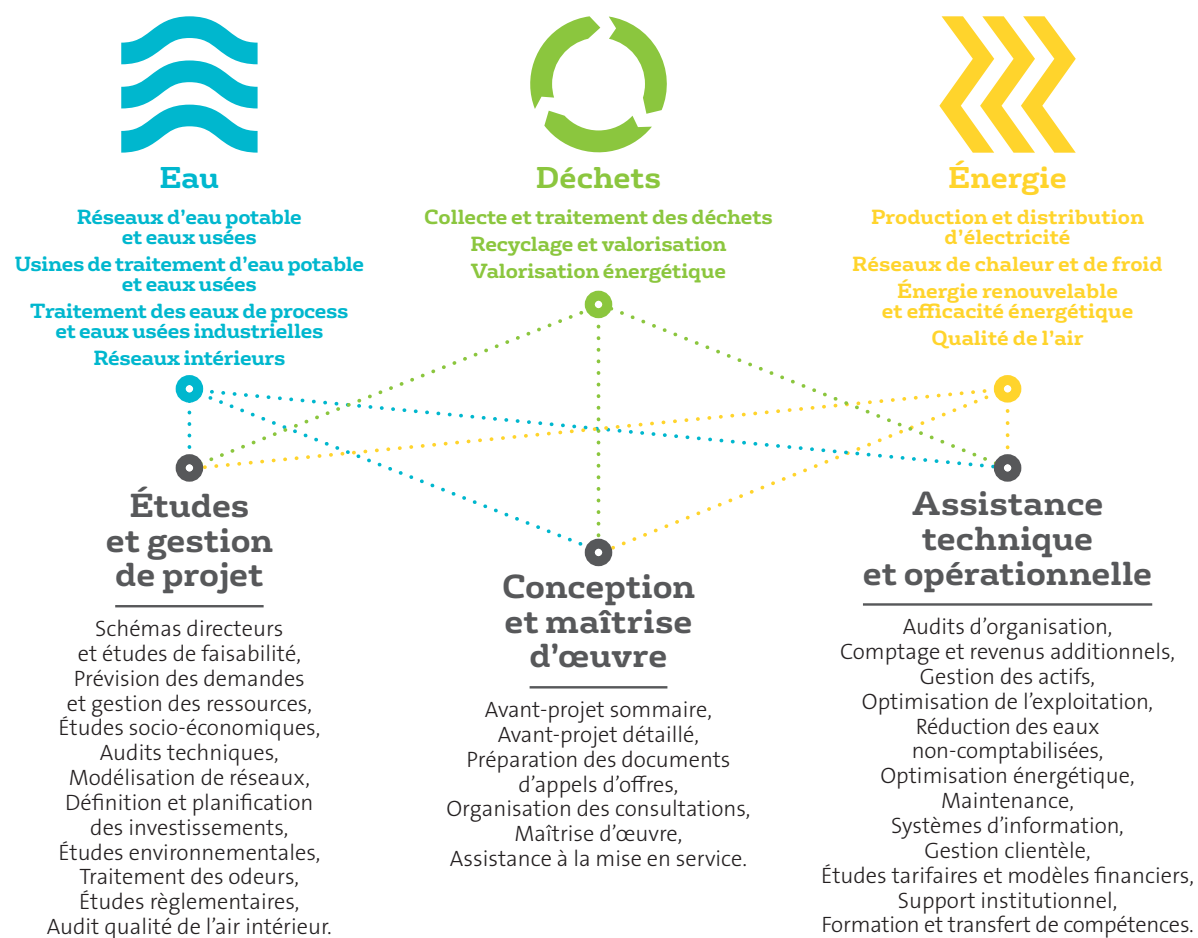 Eau
Réseaux d'eau potable
et eaux usées
Usines de traitement d'eau potable
et eaux usées
Traitement des eaux de process
et eaux usées industrielles
Réseaux intérieurs
Déchets
Collecte et traitement des déchets
Recyclage et valorisation
Valorisation énergétique
Énergie
Production et distribution
d'électricité
Réseaux de chaleur et de froid
Énergie renouvelable
et efficacité énergétique
Qualité de l'air
Études
et gestion
de projet
Schémas directeurs
et études de faisabilité,
Prévision des demandes
et gestion des ressources,
Études socio-économiques,
Audits techniques,
Modélisation de réseaux,
Définition et planification
des investissements,
Études environnementales,
Traitement des odeurs,
Études règlementaires,
Audit qualité de l'air intérieur.
Conception
et maîtrise
d'œuvre
Avant-projet sommaire,
Avant-projet détaillé,
Préparation des documents
d'appels d'offres,
Organisation des consultations,
Maîtrise d'œuvre,
Assistance à la mise en service.
Assistance
technique
et opérationnelle
Audits d'organisation,
Comptage et revenus additionnels,
Gestion des actifs,
Optimisation de l'exploitation,
Réduction des eaux
non-comptabilisées,
Optimisation énergétique,
Maintenance,
Systèmes d'information,
Gestion clientèle,
Études tarifaires et modèles financiers,
Support institutionnel,
Formation et transfert de compétences.